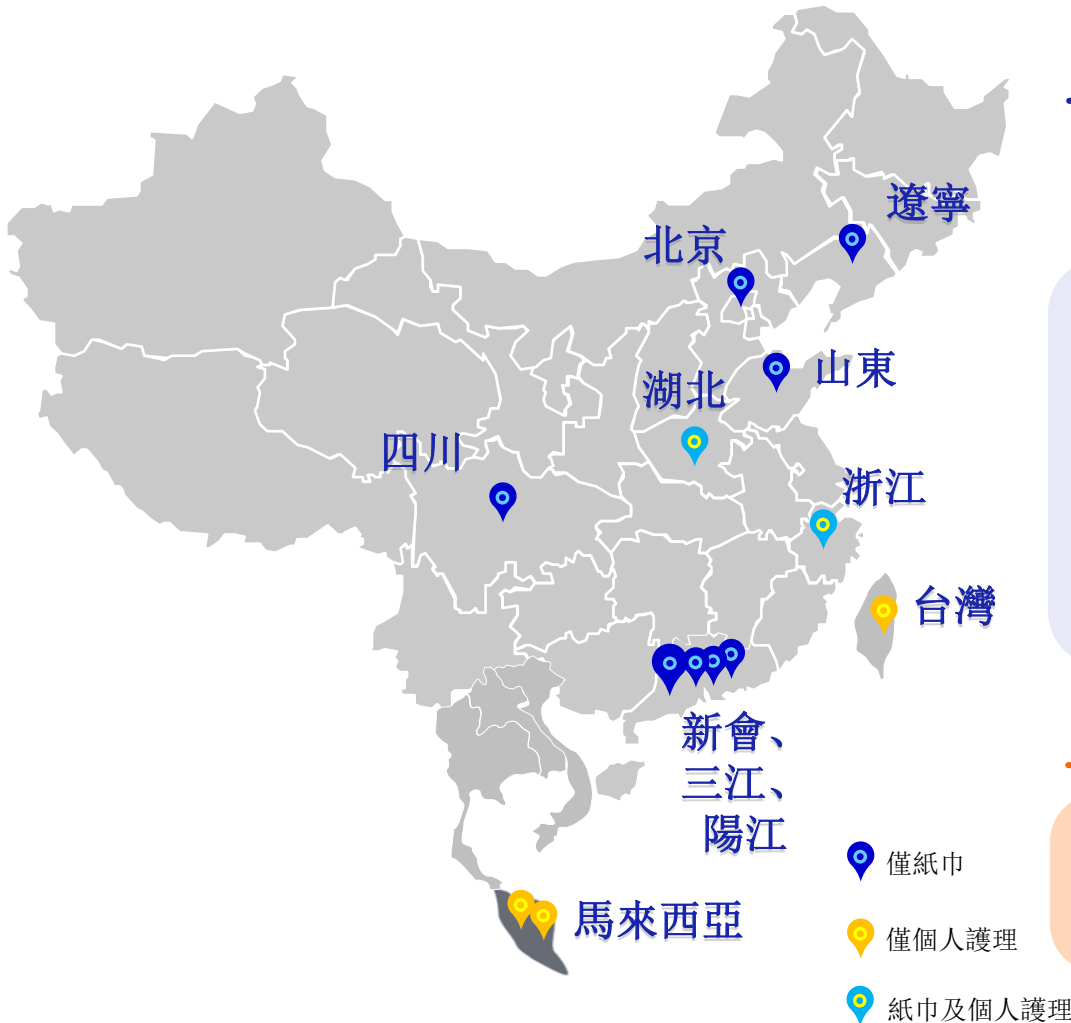 遼寧
北京
山東
湖北
四川
浙江
台灣
新會、
三江、
陽江
馬來西亞
僅紙巾
僅個人護理
紙巾及個人護理